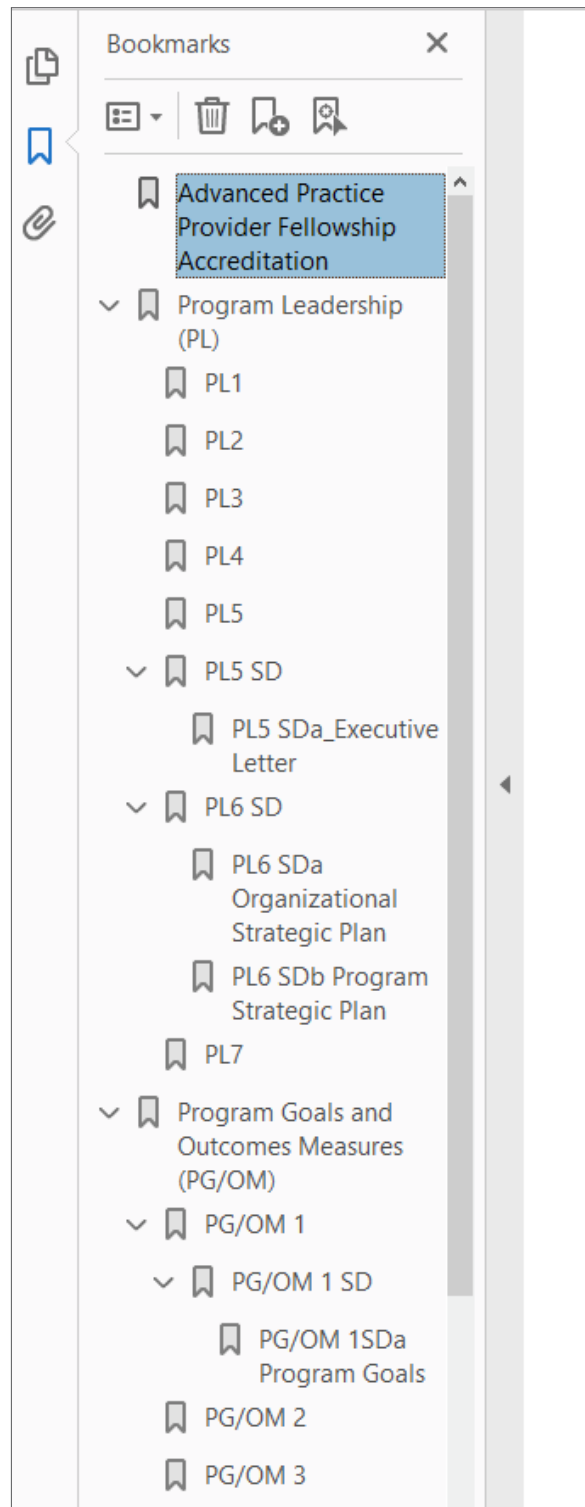 Bookmarks
Advanced Practice
Provider Fellowship
Accreditation
Program Leadership
(PL)
PL1
PL2
PL3
PL4
PL5
PL5 SD
PL5 SDa_Executive
Letter
PL6 SD
PL6 SDa
Organizational
Strategic Plan
PL6 SDb Program
Strategic Plan
PL7
Program Goals and
Outcomes Measures
(PG/OM)
PG/OM 1
PG/OM 1 SD
PG/OM 1SDa
Program Goals
PG/OM 2
PG/OM 3